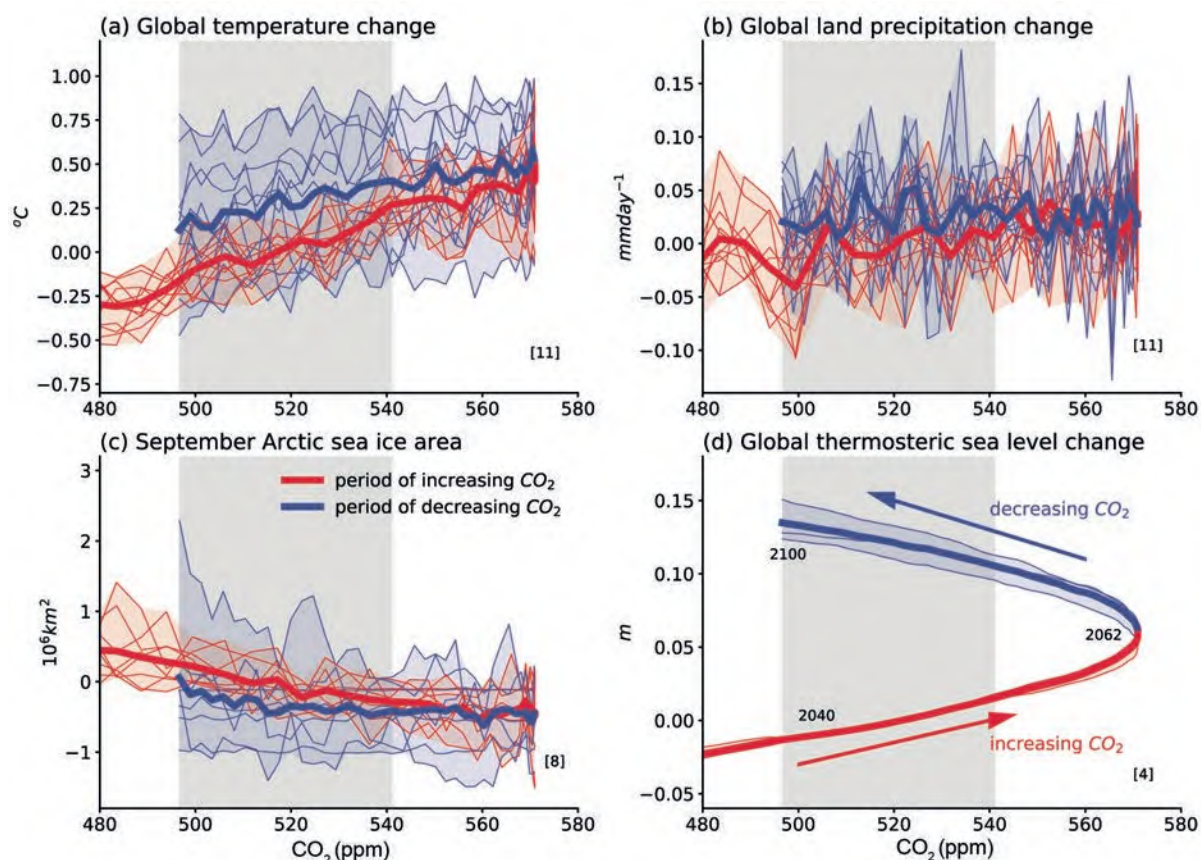 (a) Global temperature change
°C
1.00
0.75
0.50
0.25
0.00
−0.25
−0.50
−0.75
[11]
480 500 520 540 560 580
(b) Global land precipitation change
mmday⁻¹
0.15
0.10
0.05
0.00
−0.05
−0.10
[11]
480 500 520 540 560 580
(c) September Arctic sea ice area
10⁶km²
3
2
1
0
−1
period of increasing CO₂
period of decreasing CO₂
[8]
480 500 520 540 560 580
CO₂ (ppm)
(d) Global thermosteric sea level change
m
0.15
0.10
0.05
0.00
−0.05
decreasing CO₂
2100
2062
2040
increasing CO₂
[4]
480 500 520 540 560 580
CO₂ (ppm)